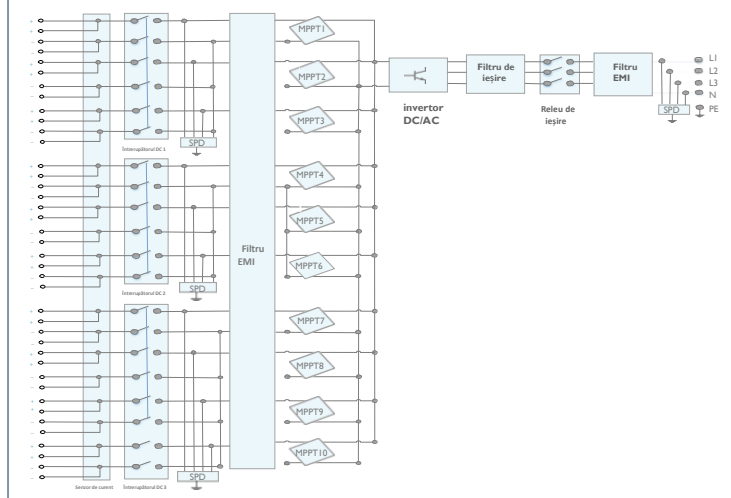 MPPT1
MPPT2
MPPT3
MPPT4
MPPT5
MPPT6
MPPT7
MPPT8
MPPT9
MPPT10
Întrerupătorul DC 1
SPD
Întrerupătorul DC 2
SPD
Senzor de curent
Întrerupătorul DC 3
SPD
Filtru
EMI
invertor
DC/AC
Filtru de
ieșire
Releu de
ieșire
Filtru
EMI
SPD
L1
L2
L3
N
PE